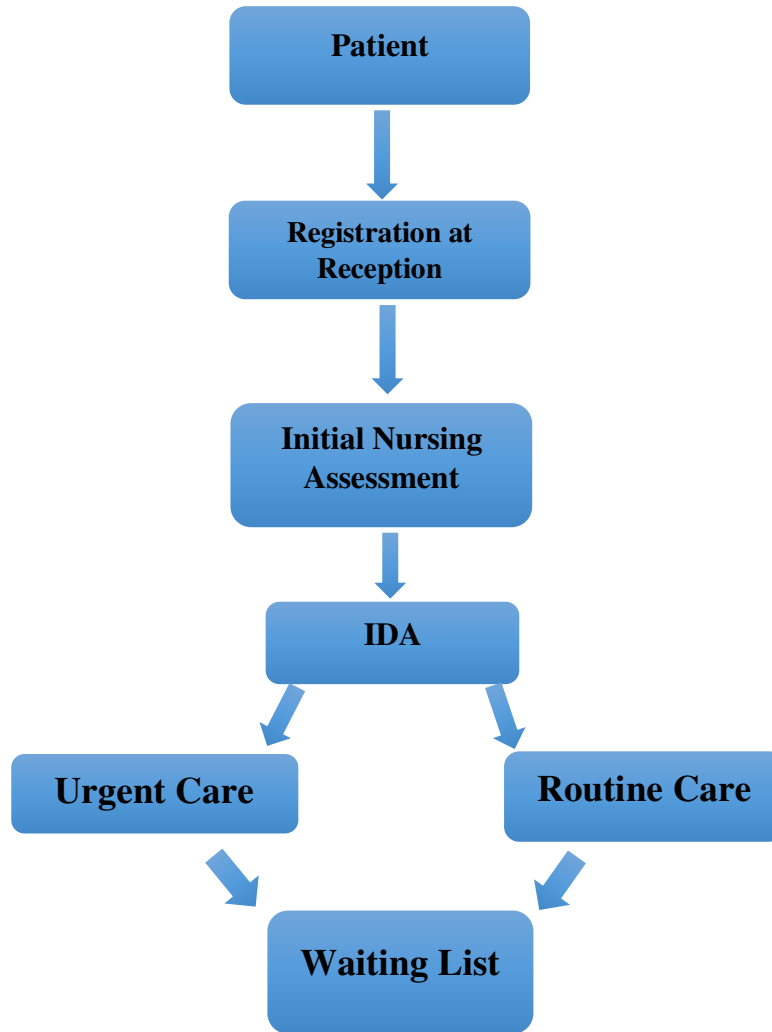 Patient
Registration at
Reception
Initial Nursing
Assessment
IDA
Urgent Care
Routine Care
Waiting List